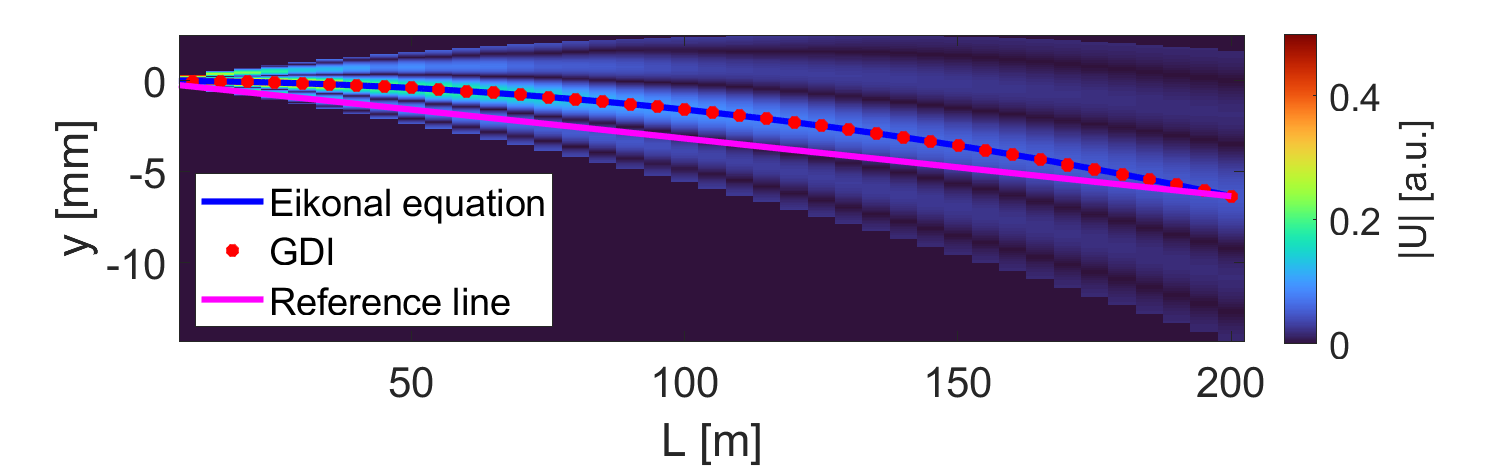 y [mm]
0
-5
-10
Eikonal equation
GDI
Reference line
50
100
150
200
L [m]
0.4
0.2
0
|U| [a.u.]